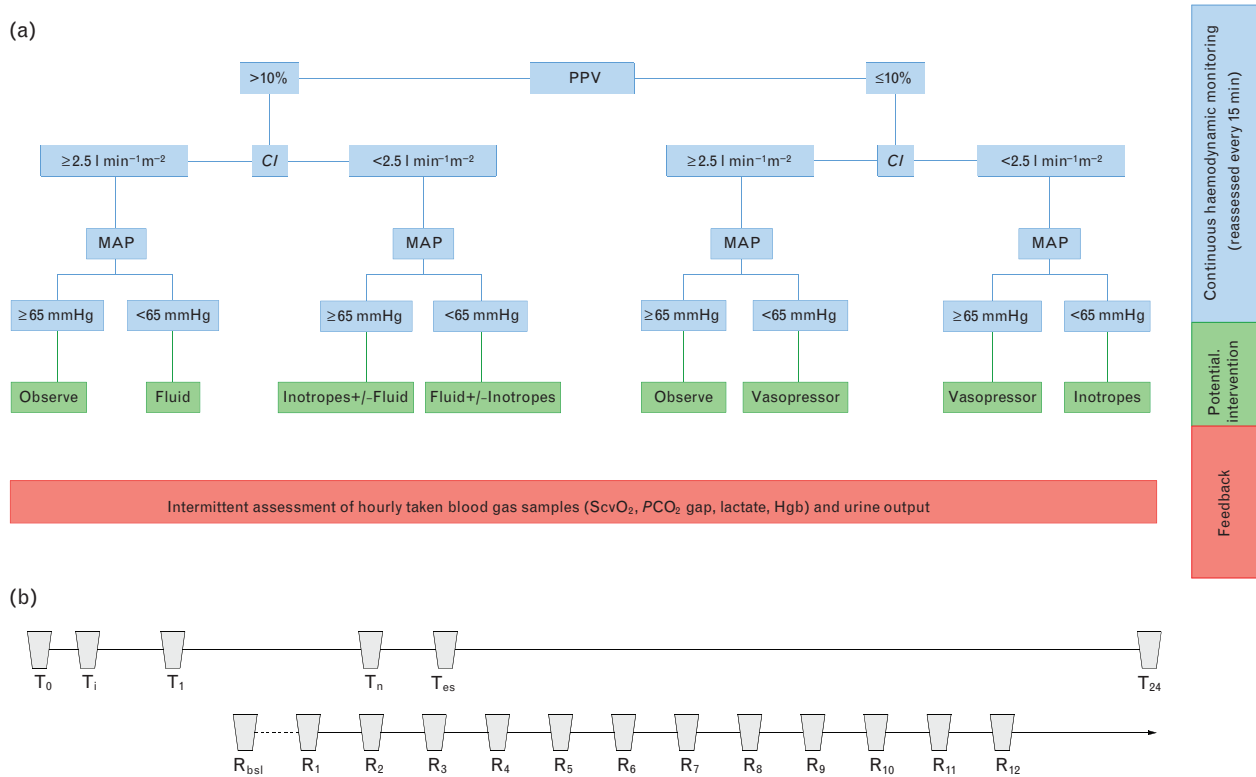 (a)
>10%
PPV
≤10%
≥2.5 l min⁻¹m⁻²
CI
<2.5 l min⁻¹m⁻²
≥2.5 l min⁻¹m⁻²
CI
<2.5 l min⁻¹m⁻²
MAP
MAP
MAP
MAP
≥65 mmHg
<65 mmHg
≥65 mmHg
<65 mmHg
≥65 mmHg
<65 mmHg
≥65 mmHg
<65 mmHg
Observe
Fluid
Inotropes+/-Fluid
Fluid+/-Inotropes
Observe
Vasopressor
Vasopressor
Inotropes
Continuous haemodynamic monitoring
(reassessed every 15 min)
Potential.
intervention
Feedback
Intermittent assessment of hourly taken blood gas samples (ScvO₂, PCO₂ gap, lactate, Hgb) and urine output
(b)
T₀ Tᵢ T₁ Tₙ Tₑₛ T₂₄
R_bsl R₁ R₂ R₃ R₄ R₅ R₆ R₇ R₈ R₉ R₁₀ R₁₁ R₁₂